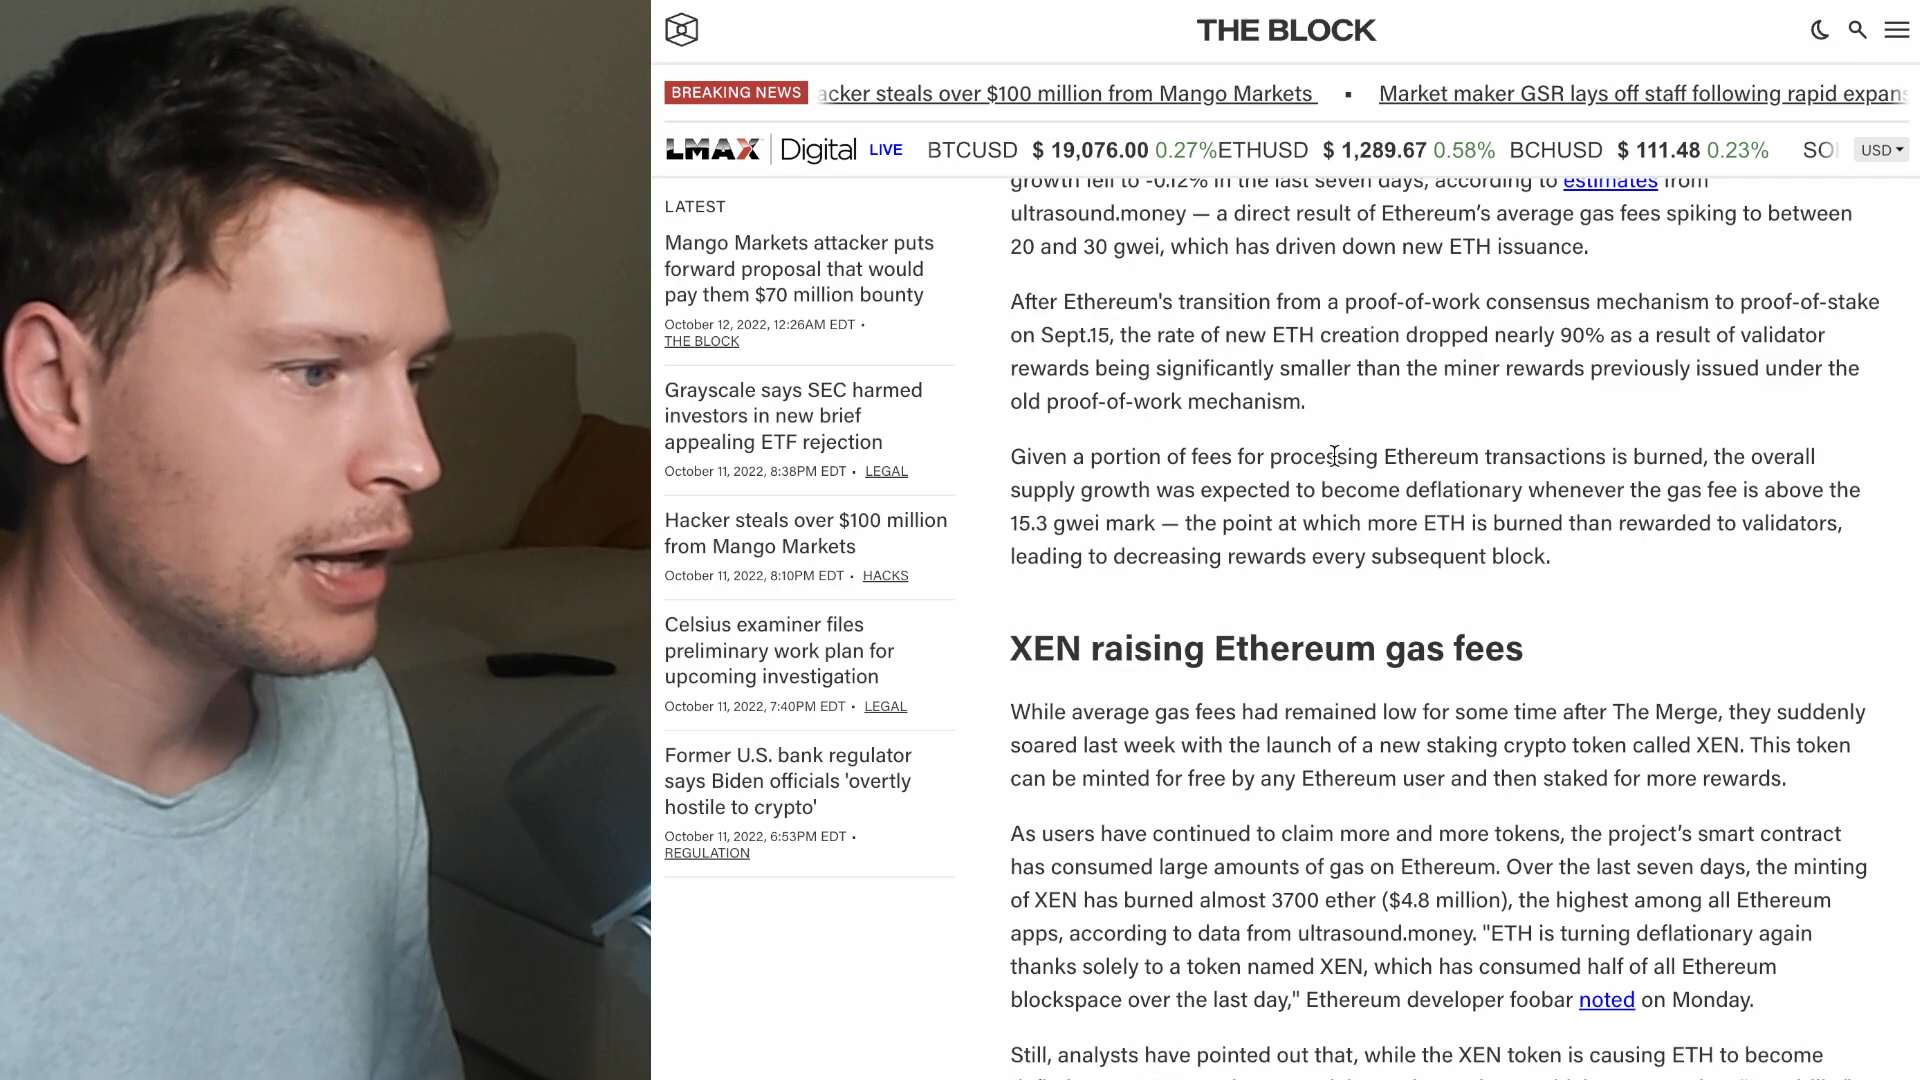 THE BLOCK
BREAKING NEWS acker steals over $100 million from Mango Markets ▪ Market maker GSR lays off staff following rapid expans
LMAX Digital LIVE BTCUSD $ 19,076.00 0.27% ETHUSD $ 1,289.67 0.58% BCHUSD $ 111.48 0.23% SO USD
LATEST
Mango Markets attacker puts
forward proposal that would
pay them $70 million bounty
October 12, 2022, 12:26AM EDT •
THE BLOCK
Grayscale says SEC harmed
investors in new brief
appealing ETF rejection
October 11, 2022, 8:38PM EDT • LEGAL
Hacker steals over $100 million
from Mango Markets
October 11, 2022, 8:10PM EDT • HACKS
Celsius examiner files
preliminary work plan for
upcoming investigation
October 11, 2022, 7:40PM EDT • LEGAL
Former U.S. bank regulator
says Biden officials 'overtly
hostile to crypto'
October 11, 2022, 6:53PM EDT •
REGULATION
growth fell to -0.12% in the last seven days, according to estimates from
ultrasound.money — a direct result of Ethereum’s average gas fees spiking to between
20 and 30 gwei, which has driven down new ETH issuance.
After Ethereum's transition from a proof-of-work consensus mechanism to proof-of-stake
on Sept.15, the rate of new ETH creation dropped nearly 90% as a result of validator
rewards being significantly smaller than the miner rewards previously issued under the
old proof-of-work mechanism.
Given a portion of fees for processing Ethereum transactions is burned, the overall
supply growth was expected to become deflationary whenever the gas fee is above the
15.3 gwei mark — the point at which more ETH is burned than rewarded to validators,
leading to decreasing rewards every subsequent block.
XEN raising Ethereum gas fees
While average gas fees had remained low for some time after The Merge, they suddenly
soared last week with the launch of a new staking crypto token called XEN. This token
can be minted for free by any Ethereum user and then staked for more rewards.
As users have continued to claim more and more tokens, the project’s smart contract
has consumed large amounts of gas on Ethereum. Over the last seven days, the minting
of XEN has burned almost 3700 ether ($4.8 million), the highest among all Ethereum
apps, according to data from ultrasound.money. "ETH is turning deflationary again
thanks solely to a token named XEN, which has consumed half of all Ethereum
blockspace over the last day," Ethereum developer foobar noted on Monday.
Still, analysts have pointed out that, while the XEN token is causing ETH to become